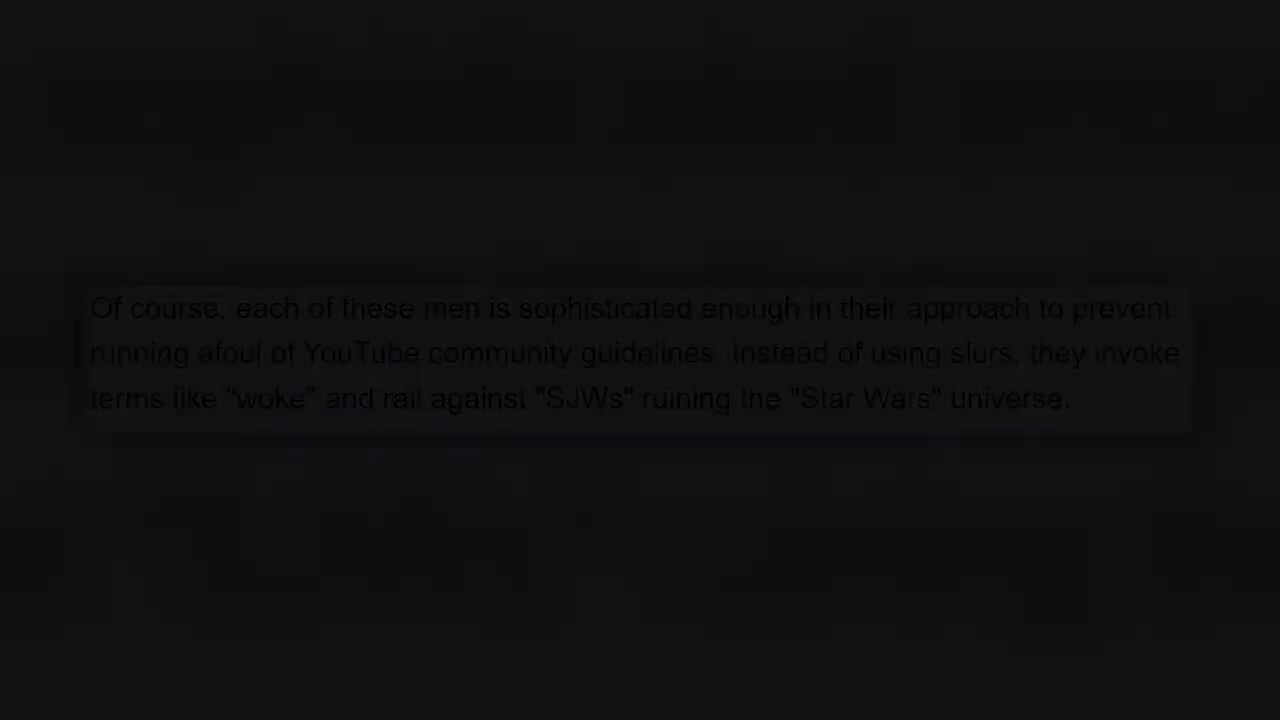 Of course, each of these men is sophisticated enough in their approach to prevent
running afoul of YouTube community guidelines. Instead of using slurs, they invoke
terms like "woke" and rail against "SJWs" ruining the "Star Wars" universe.